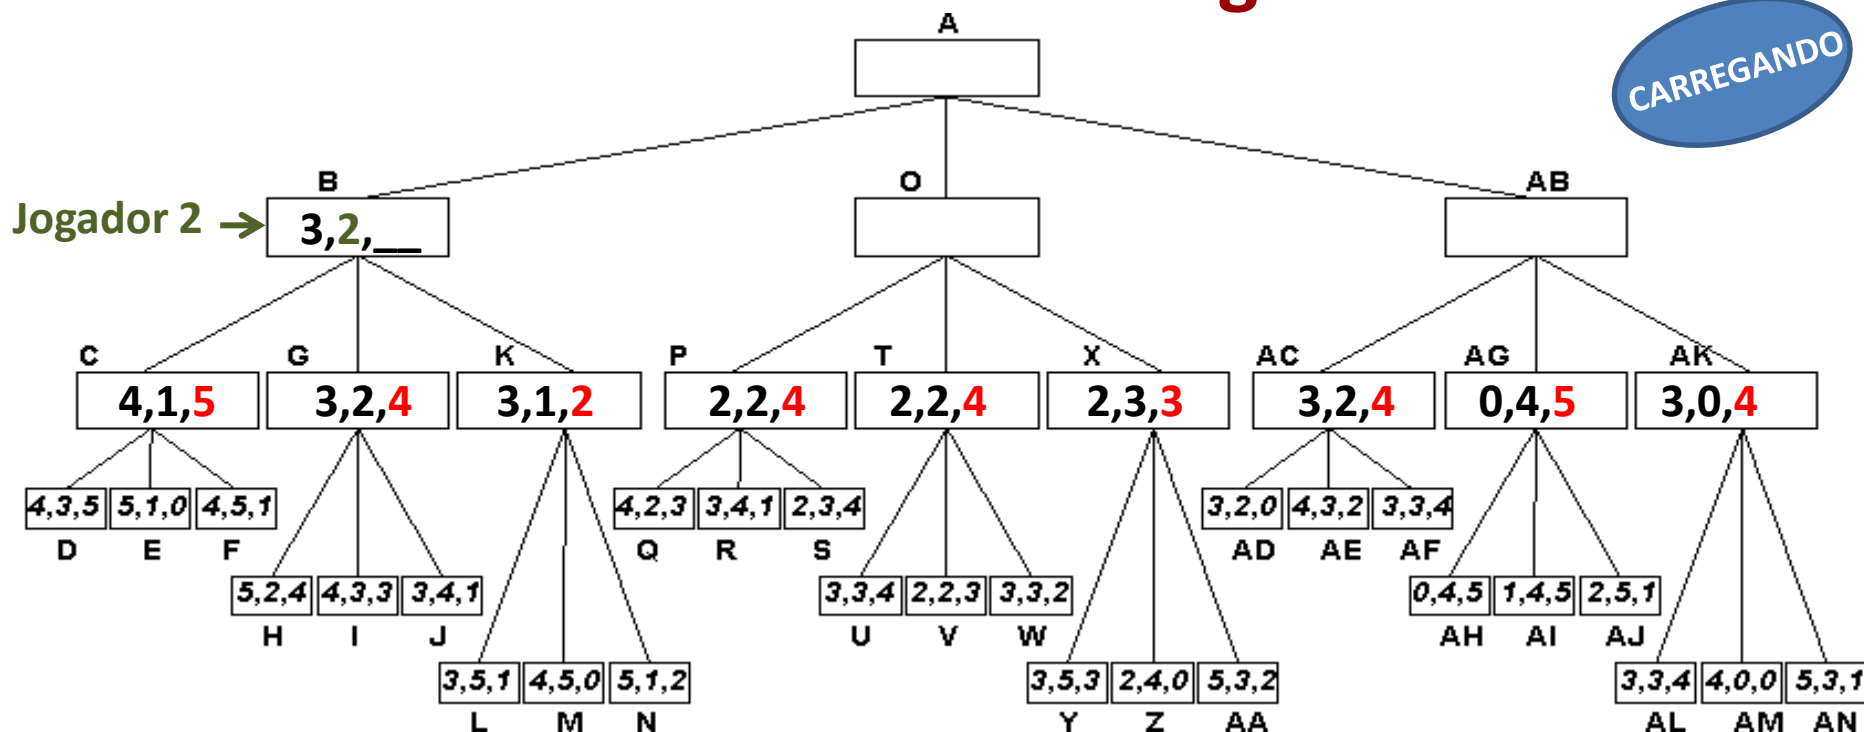 g
A
CARREGANDO
B O AB
Jogador 2 → 3,2,__
C G K P T X AC AG AK
4,1,5 3,2,4 3,1,2 2,2,4 2,2,4 2,3,3 3,2,4 0,4,5 3,0,4
4,3,5 5,1,0 4,5,1 4,2,3 3,4,1 2,3,4 3,2,0 4,3,2 3,3,4
D E F Q R S AD AE AF
5,2,4 4,3,3 3,4,1 3,3,4 2,2,3 3,3,2 0,4,5 1,4,5 2,5,1
H I J U V W AH AI AJ
3,5,1 4,5,0 5,1,2 3,5,3 2,4,0 5,3,2 3,3,4 4,0,0 5,3,1
L M N Y Z AA AL AM AN